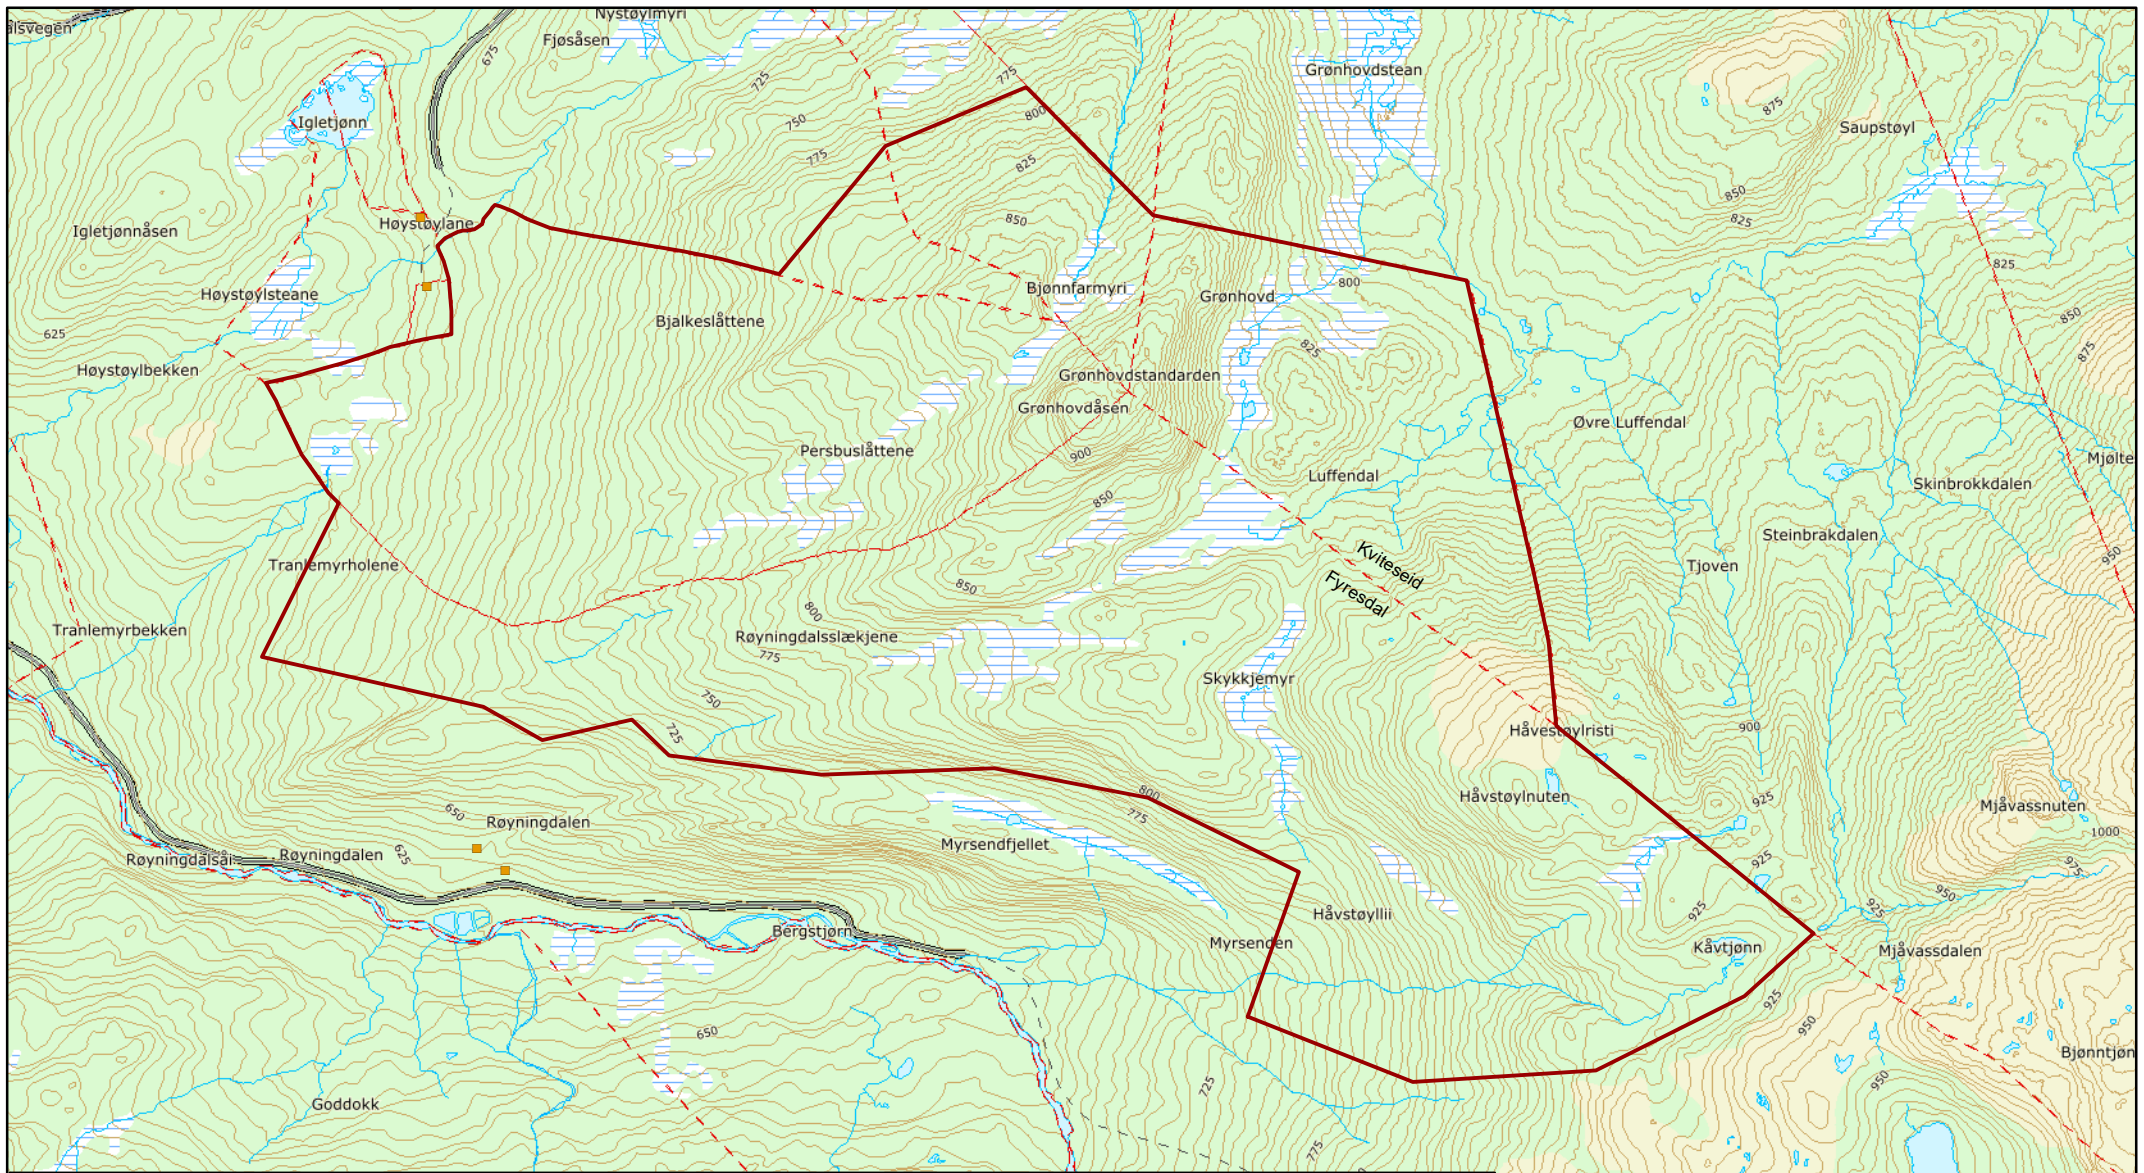 alsvegen
Nystøylmyri
Fjøsåsen
675
725
775
Grønhovdstean
875
Igletjønn
750
800
Saupstøyl
775
825
850
825
Igletjønnåsen
Høystøylane
850
825
Høystøylsteane
Bjønnfarmyri
Grønhovd
800
625
Bjalkeslåttene
850
825
875
Høystøylbekken
Grønhovdstandarden
Grønhovdåsen
Øvre Luffendal
Persbuslåttene
900
Mjølte
Luffendal
Skinbrokkdalen
850
Steinbrakdalen
Kviteseid
950
Tranlemyrholene
Tjoven
Fyresdal
850
800
Tranlemyrbekken
Røyningdalsslækjene
775
Skykkjemyr
750
725
Håvestøylristi
900
800
Håvstøylnuten
925
Mjåvassnuten
650
775
Røyningdalen
1000
Myrsendfjellet
Røyningdalsåi
Røyningdalen
625
925
975
950
925
925
Håvstøyllii
Bergstjørn
Myrsenden
Kåvtjønn
Mjåvassdalen
925
650
950
Bjønntjøn
725
950
Goddokk
775